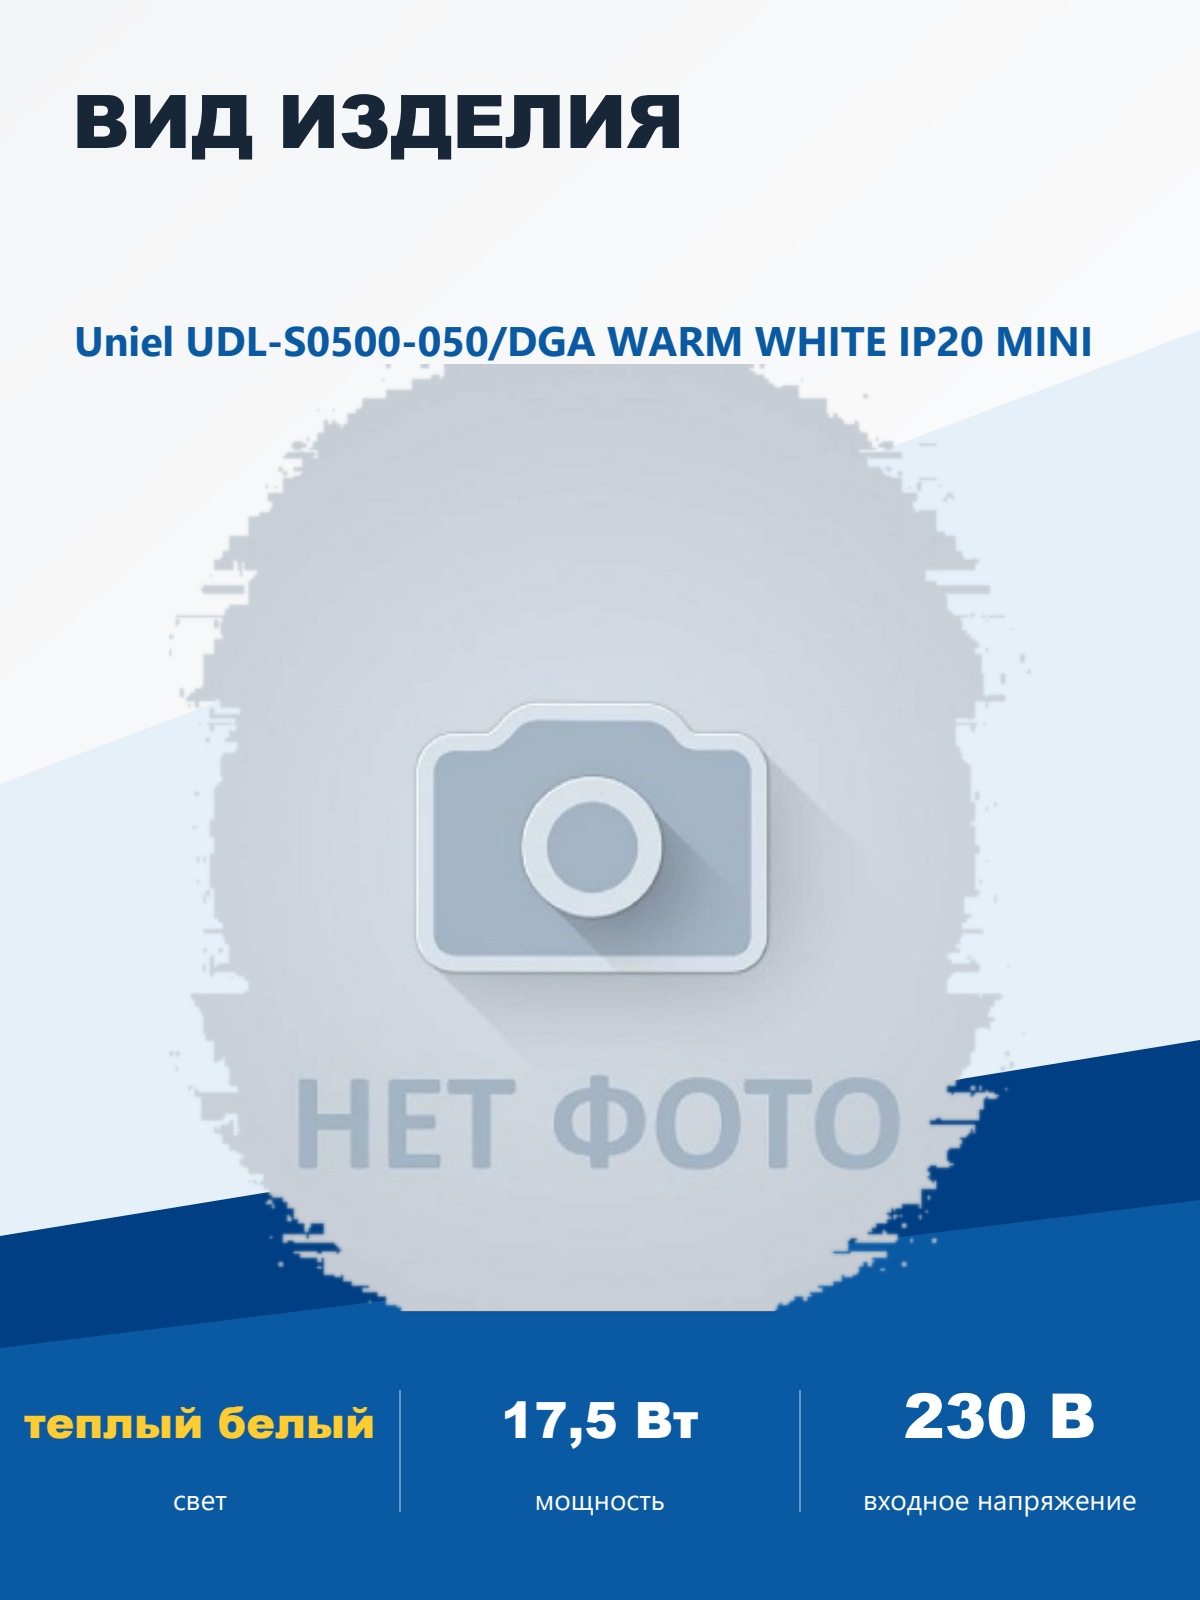 ВИД ИЗДЕЛИЯ
Uniel UDL-S0500-050/DGA WARM WHITE IP20 MINI
НЕТ ФОТО
теплый белый
свет
17,5 Вт
мощность
230 В
входное напряжение